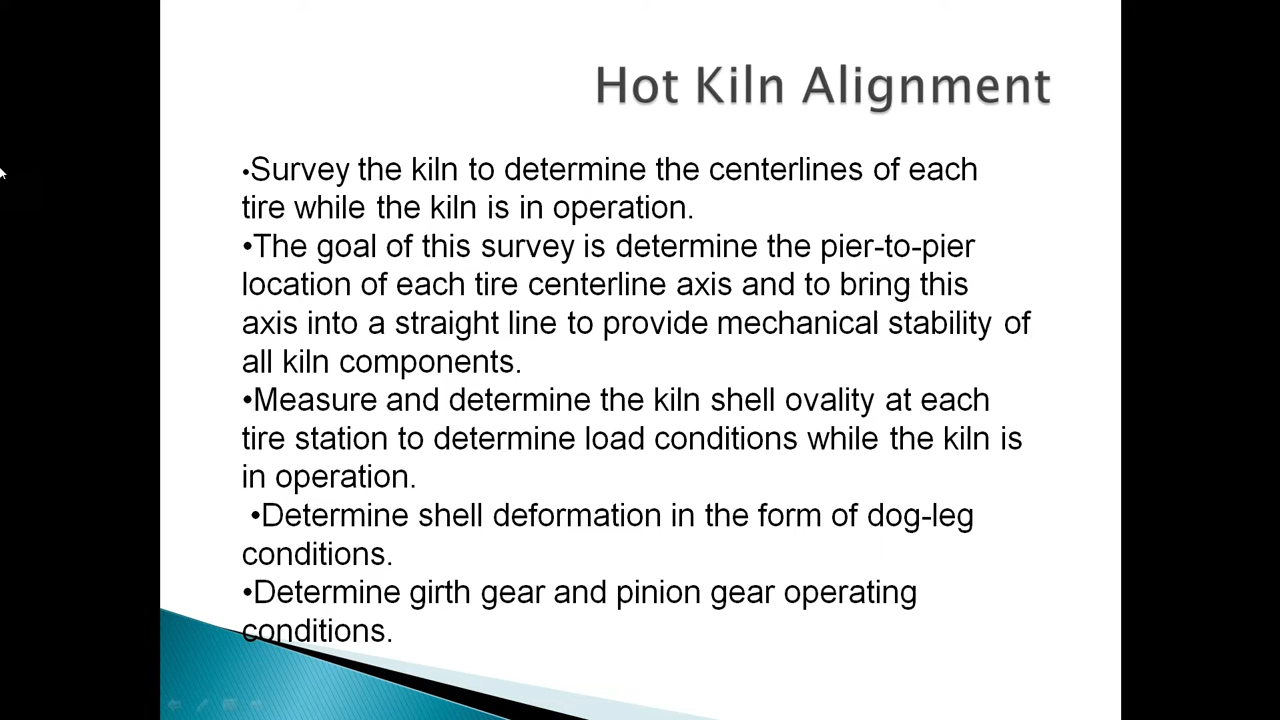 Hot Kiln Alignment
•Survey the kiln to determine the centerlines of each
tire while the kiln is in operation.
•The goal of this survey is determine the pier-to-pier
location of each tire centerline axis and to bring this
axis into a straight line to provide mechanical stability of
all kiln components.
•Measure and determine the kiln shell ovality at each
tire station to determine load conditions while the kiln is
in operation.
•Determine shell deformation in the form of dog-leg
conditions.
•Determine girth gear and pinion gear operating
conditions.